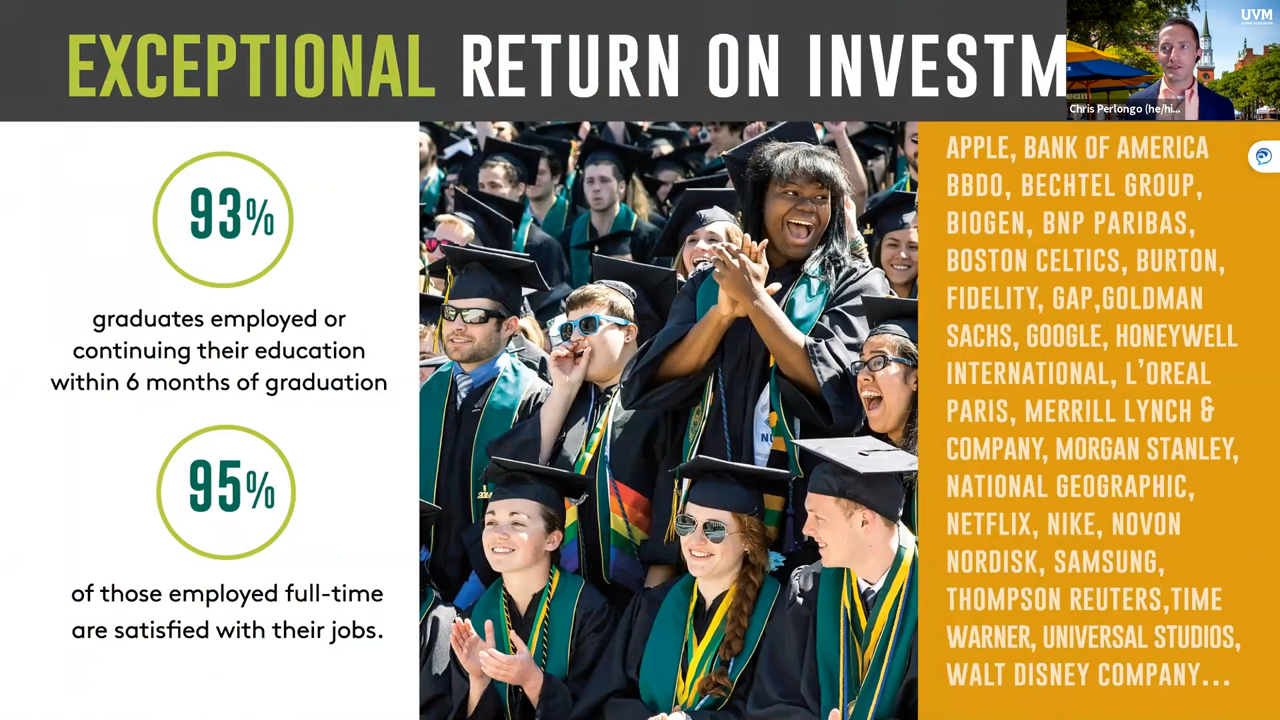 EXCEPTIONAL RETURN ON INVESTM
UVM
Chris Perlongo (he/hi...
93%
graduates employed or
continuing their education
within 6 months of graduation
95%
of those employed full-time
are satisfied with their jobs.
APPLE, BANK OF AMERICA
BBDO, BECHTEL GROUP,
BIOGEN, BNP PARIBAS,
BOSTON CELTICS, BURTON,
FIDELITY, GAP,GOLDMAN
SACHS, GOOGLE, HONEYWELL
INTERNATIONAL, L'OREAL
PARIS, MERRILL LYNCH &
COMPANY, MORGAN STANLEY,
NATIONAL GEOGRAPHIC,
NETFLIX, NIKE, NOVON
NORDISK, SAMSUNG,
THOMPSON REUTERS,TIME
WARNER, UNIVERSAL STUDIOS,
WALT DISNEY COMPANY...